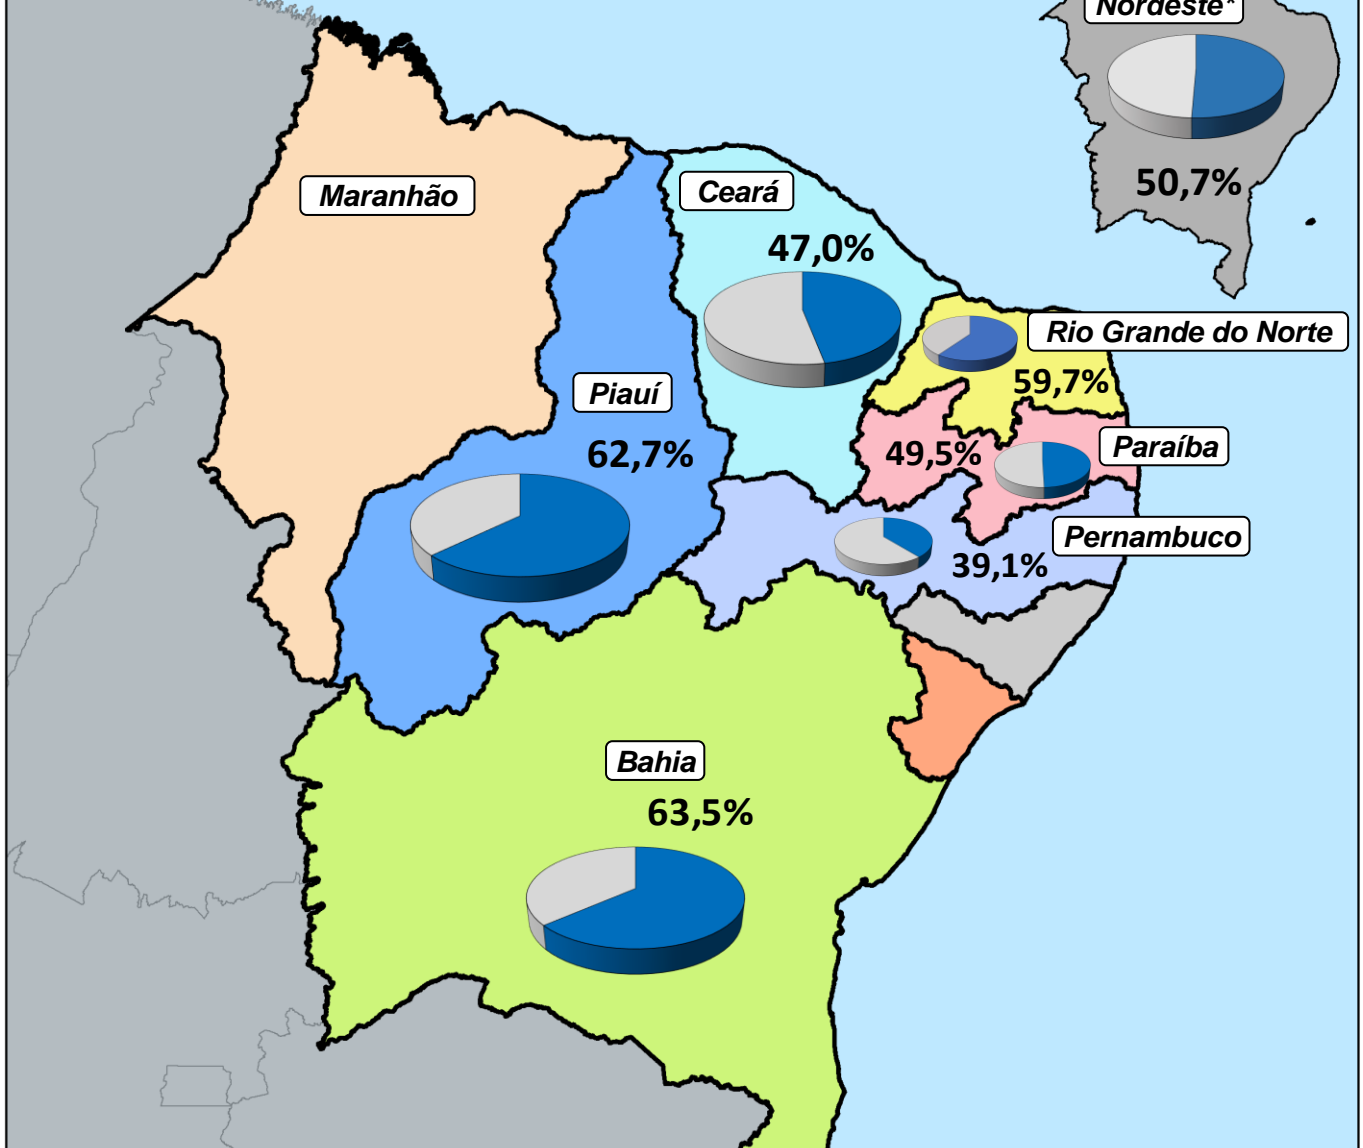 Nordeste*
50,7%
Maranhão
Ceará
47,0%
Rio Grande do Norte
59,7%
Piauí
62,7%
Paraíba
49,5%
Pernambuco
39,1%
Bahia
63,5%